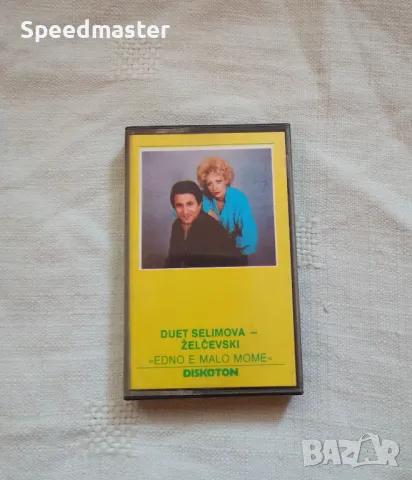 Speedmaster
DUET SELIMOVA –
ŽELČEVSKI
»EDNO E MALO MOME«
DISKOTON
BAZAR